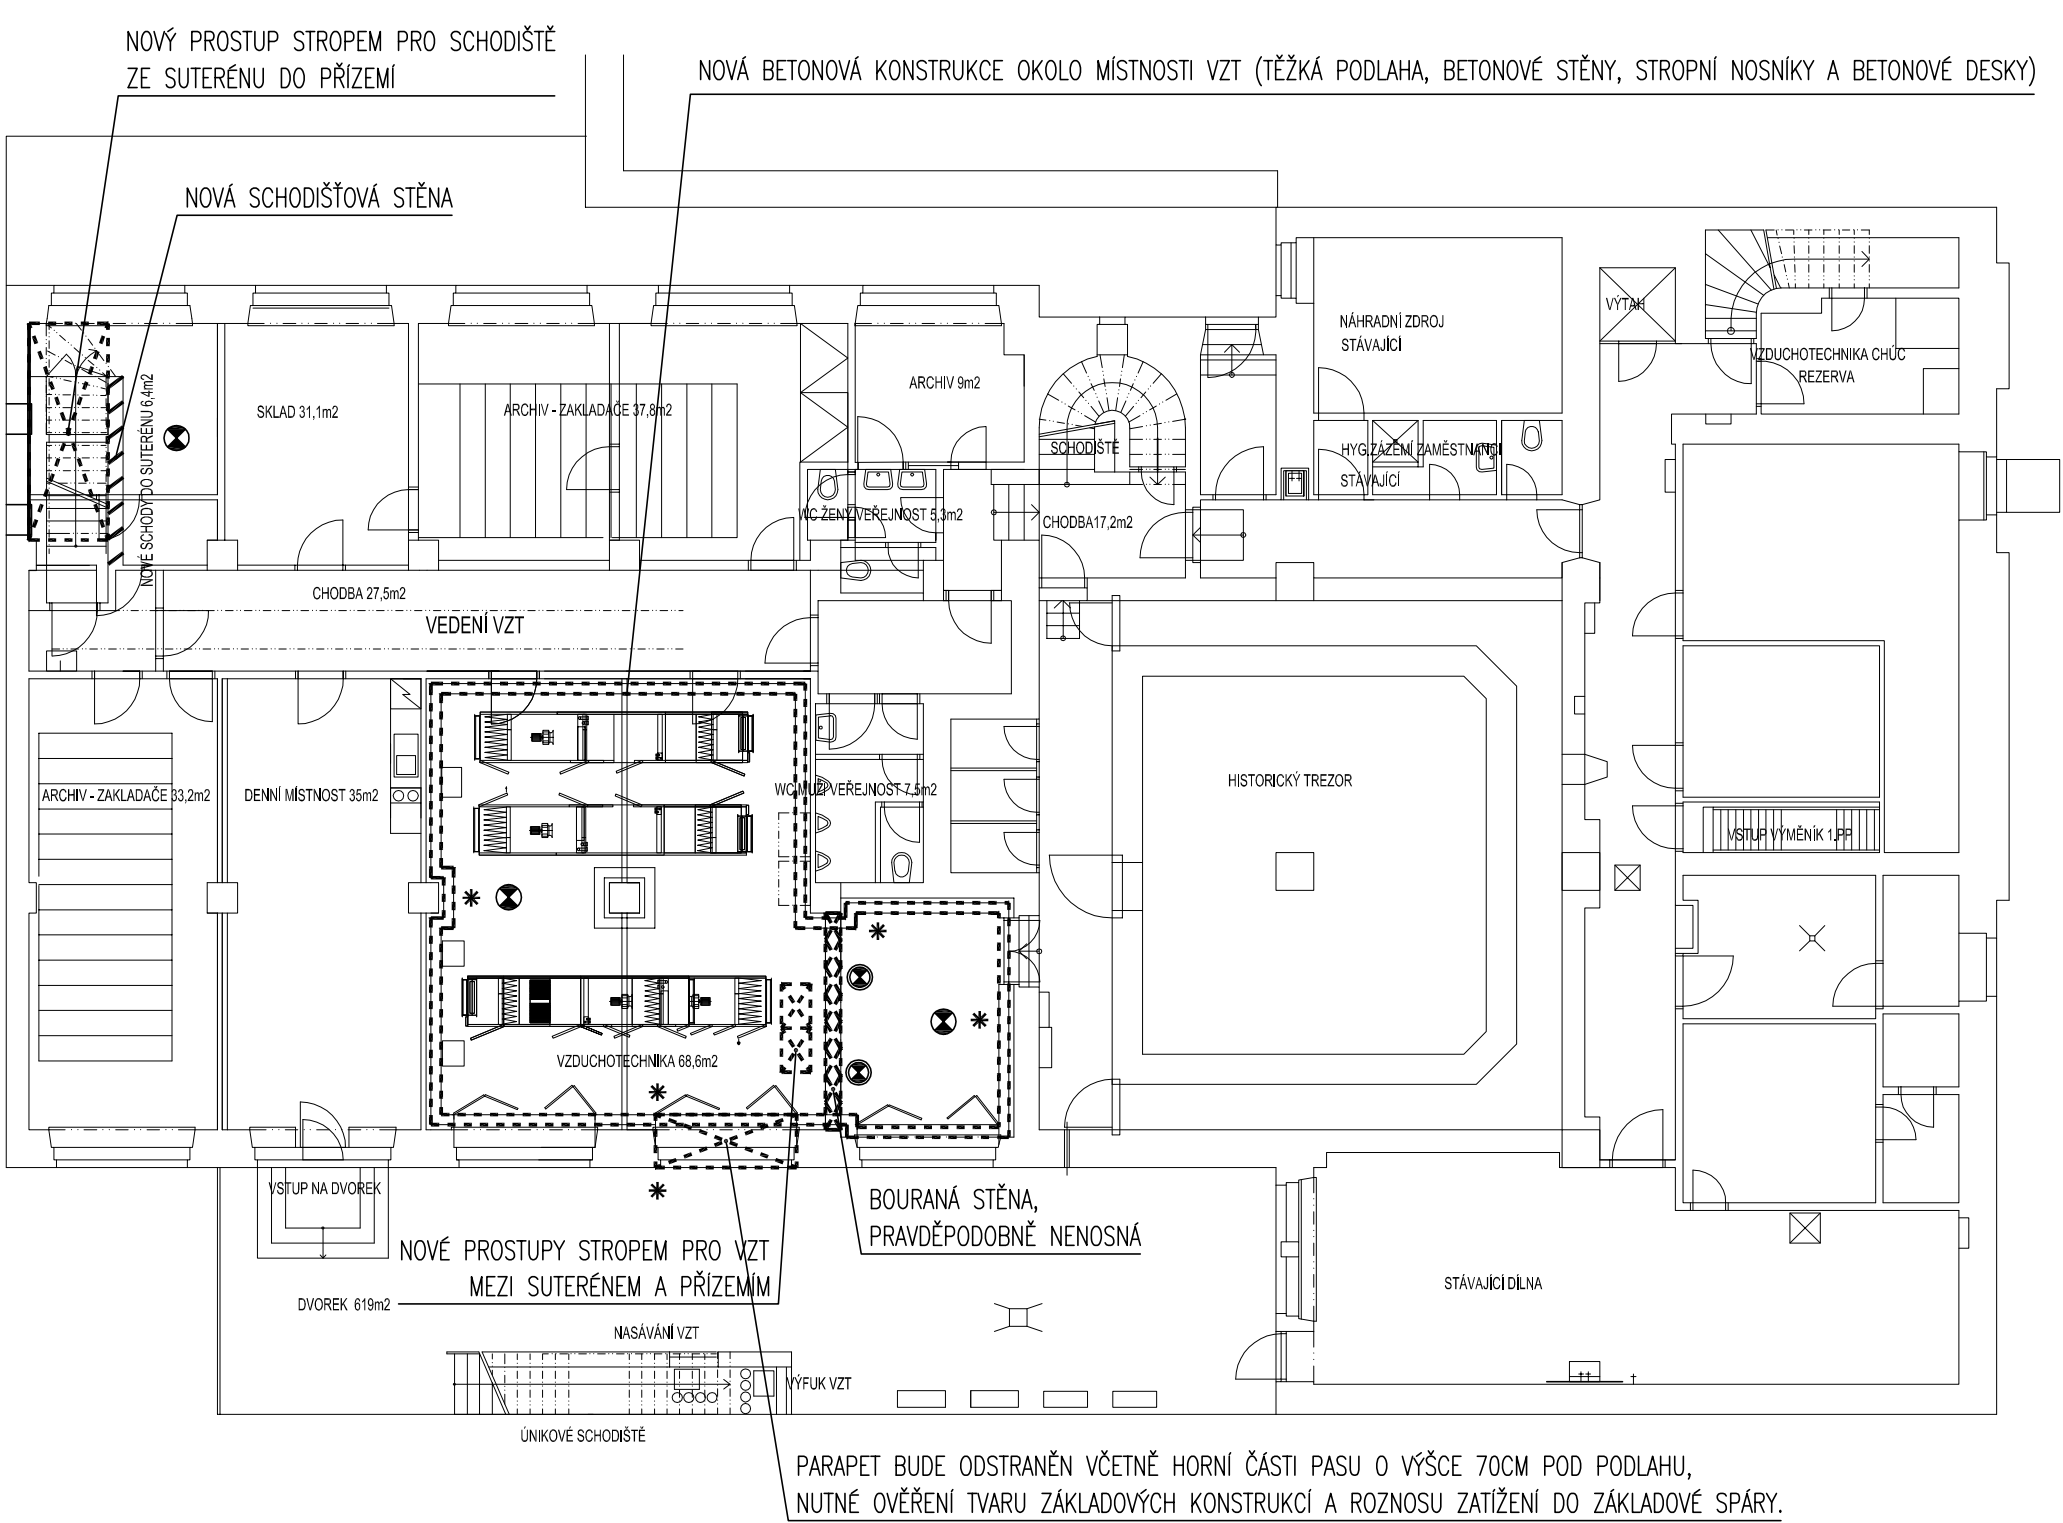 NOVÝ PROSTUP STROPEM PRO SCHODIŠTĚ
ZE SUTERÉNU DO PŘÍZEMÍ
NOVÁ BETONOVÁ KONSTRUKCE OKOLO MÍSTNOSTI VZT (TĚŽKÁ PODLAHA, BETONOVÉ STĚNY, STROPNÍ NOSNÍKY A BETONOVÉ DESKY)
NOVÁ SCHODIŠŤOVÁ STĚNA
VÝTAH
NÁHRADNÍ ZDROJ
STÁVAJÍCÍ
VZDUCHOTECHNIKA CHÚC
REZERVA
ARCHIV 9m2
SKLAD 31,1m2
ARCHIV - ZAKLADAČE 37,8m2
NOVÉ SCHODY DO SUTERÉNU 6,4m2
SCHODIŠTĚ
HYG.ZÁZEMÍ ZAMĚSTNANCI
STÁVAJÍCÍ
WC ŽENY VEŘEJNOST 5,3m2
CHODBA17,2m2
CHODBA 27,5m2
VEDENÍ VZT
HISTORICKÝ TREZOR
ARCHIV - ZAKLADAČE 33,2m2
DENNÍ MÍSTNOST 35m2
WC MUŽI VEŘEJNOST 7,5m2
VSTUP VÝMĚNÍK 1.PP
VZDUCHOTECHNIKA 68,6m2
VSTUP NA DVOREK
BOURANÁ STĚNA,
PRAVDĚPODOBNĚ NENOSNÁ
NOVÉ PROSTUPY STROPEM PRO VZT
MEZI SUTERÉNEM A PŘÍZEMÍM
STÁVAJÍCÍ DÍLNA
DVOREK 619m2
NASÁVÁNÍ VZT
VÝFUK VZT
ÚNIKOVÉ SCHODIŠTĚ
PARAPET BUDE ODSTRANĚN VČETNĚ HORNÍ ČÁSTI PASU O VÝŠCE 70CM POD PODLAHU,
NUTNÉ OVĚŘENÍ TVARU ZÁKLADOVÝCH KONSTRUKCÍ A ROZNOSU ZATÍŽENÍ DO ZÁKLADOVÉ SPÁRY.